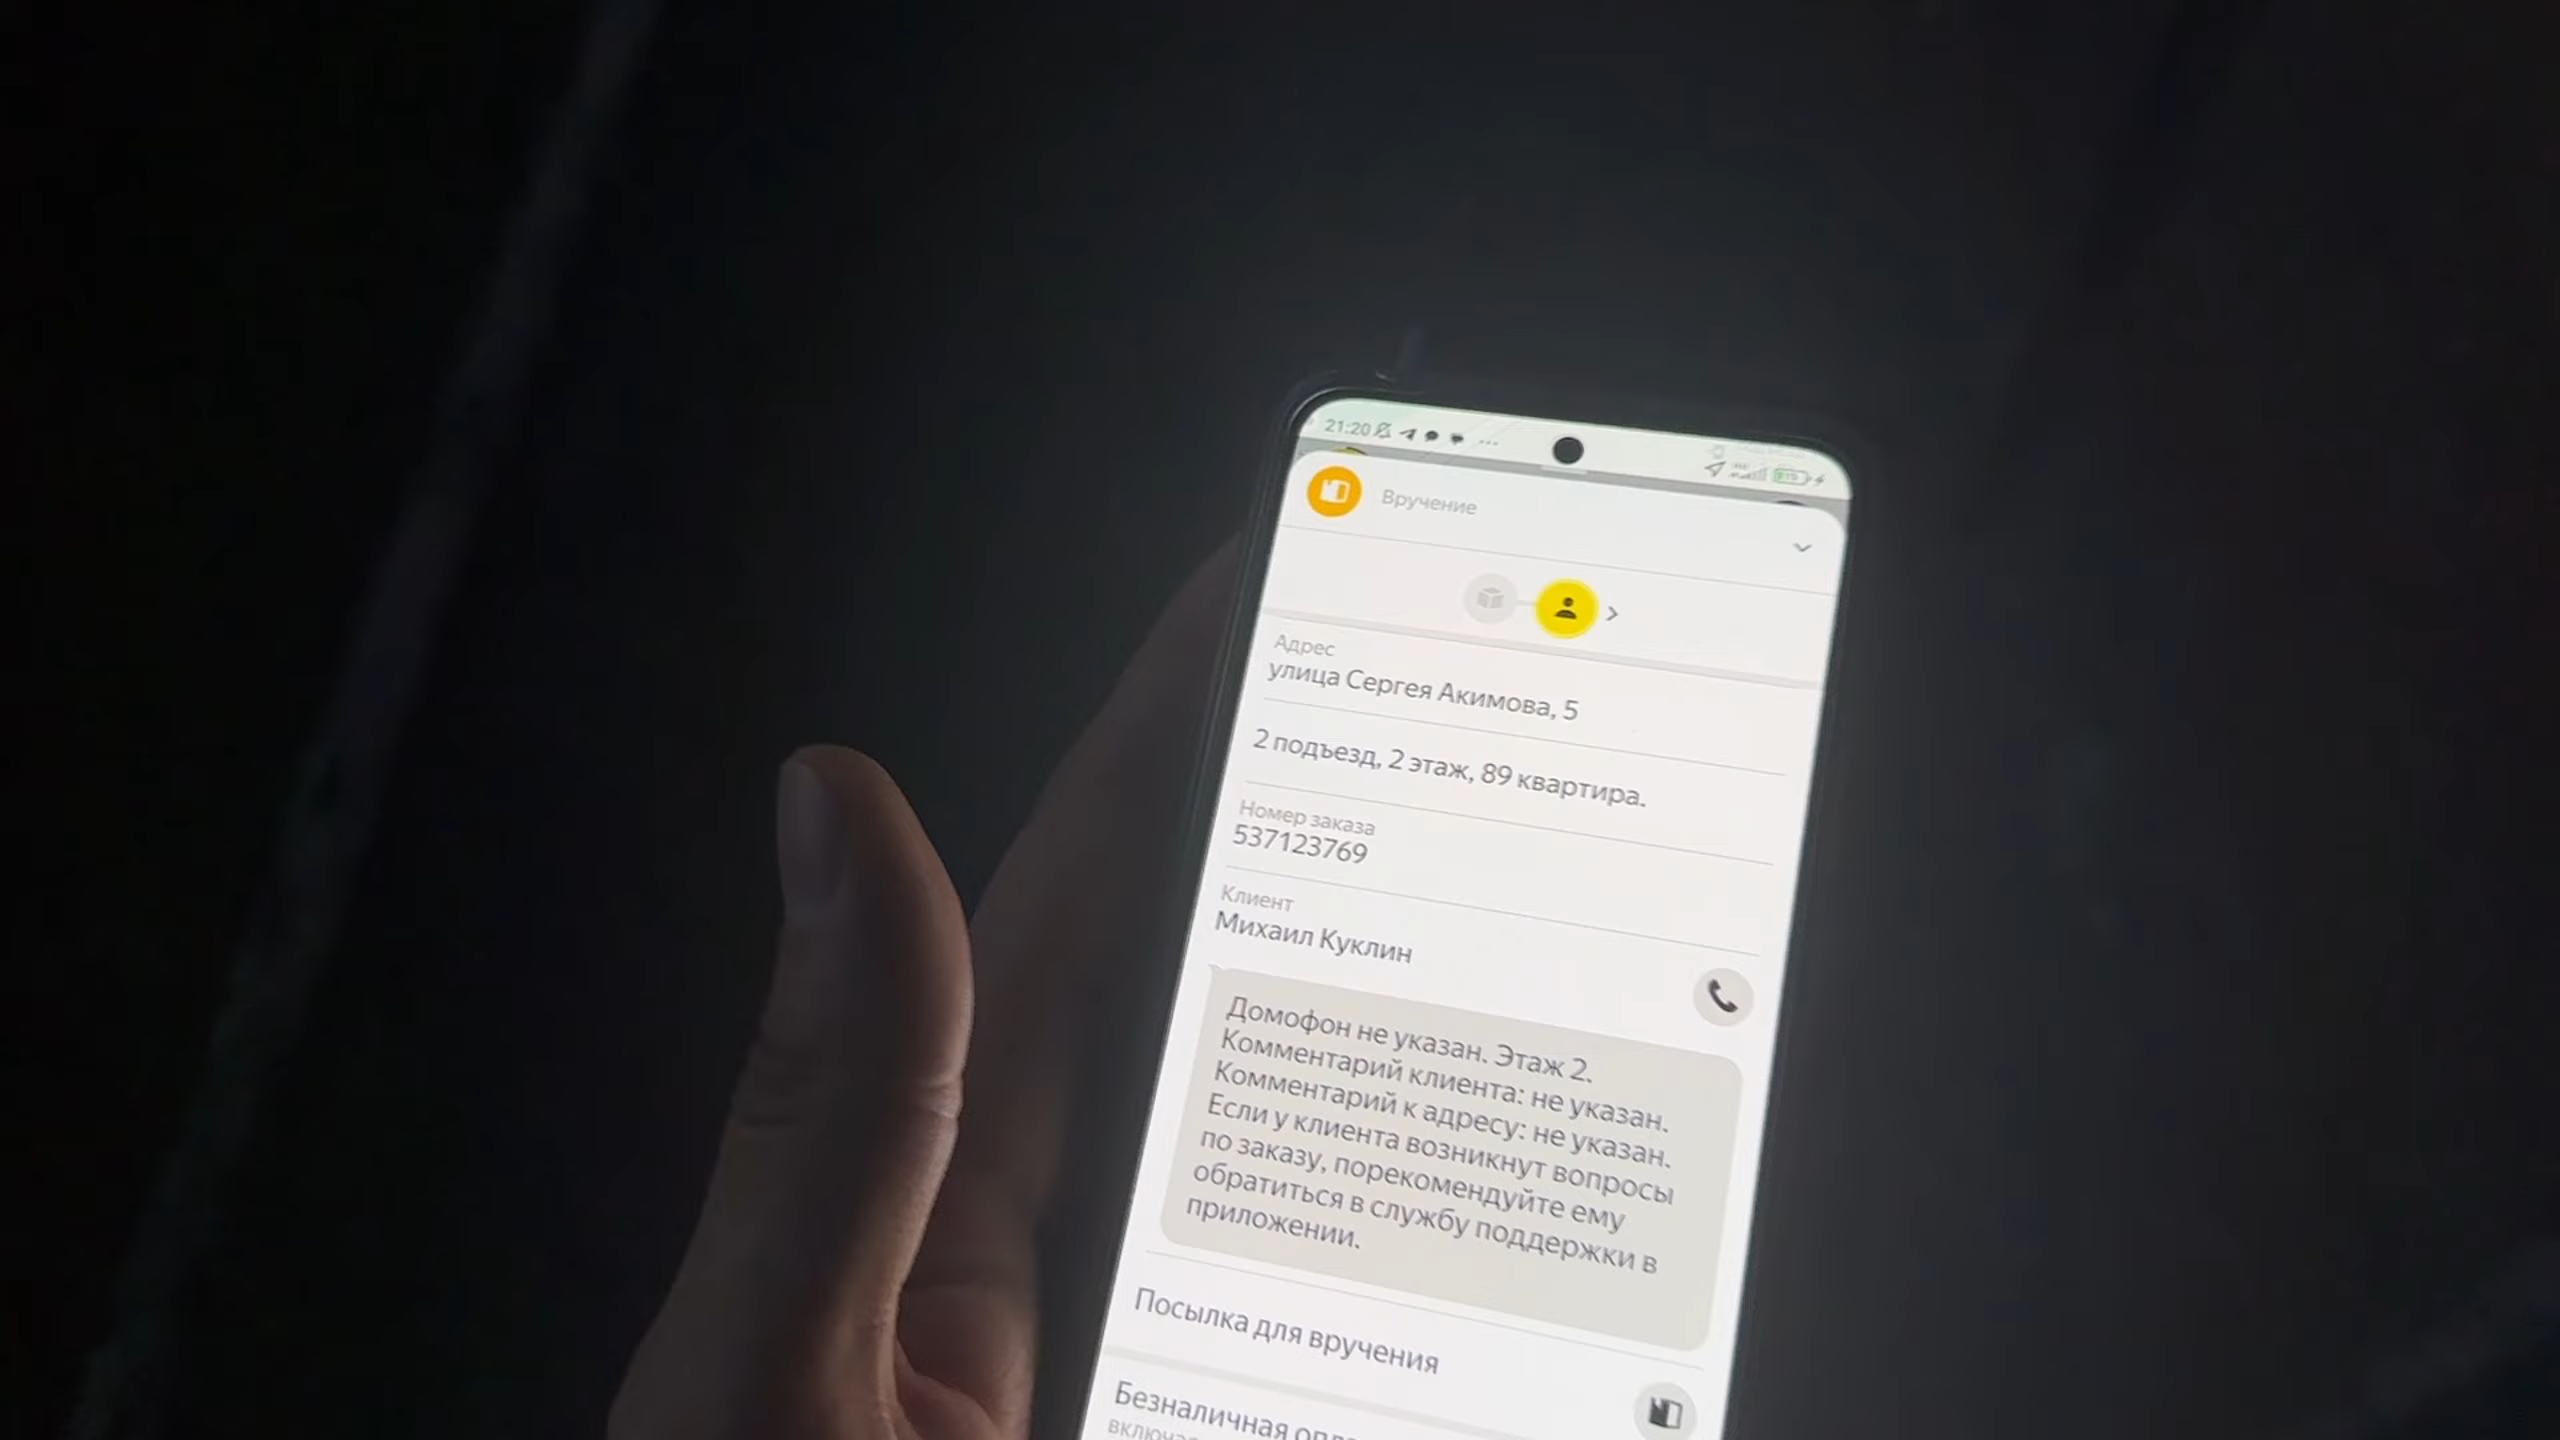 21:20
Вручение
Адрес
улица Сергея Акимова, 5
2 подъезд, 2 этаж, 89 квартира.
Номер заказа
537123769
Клиент
Михаил Куклин
Домофон не указан. Этаж 2.
Комментарий клиента: не указан.
Комментарий к адресу: не указан.
Если у клиента возникнут вопросы
по заказу, порекомендуйте ему
обратиться в службу поддержки в
приложении.
Посылка для вручения
Безналичная